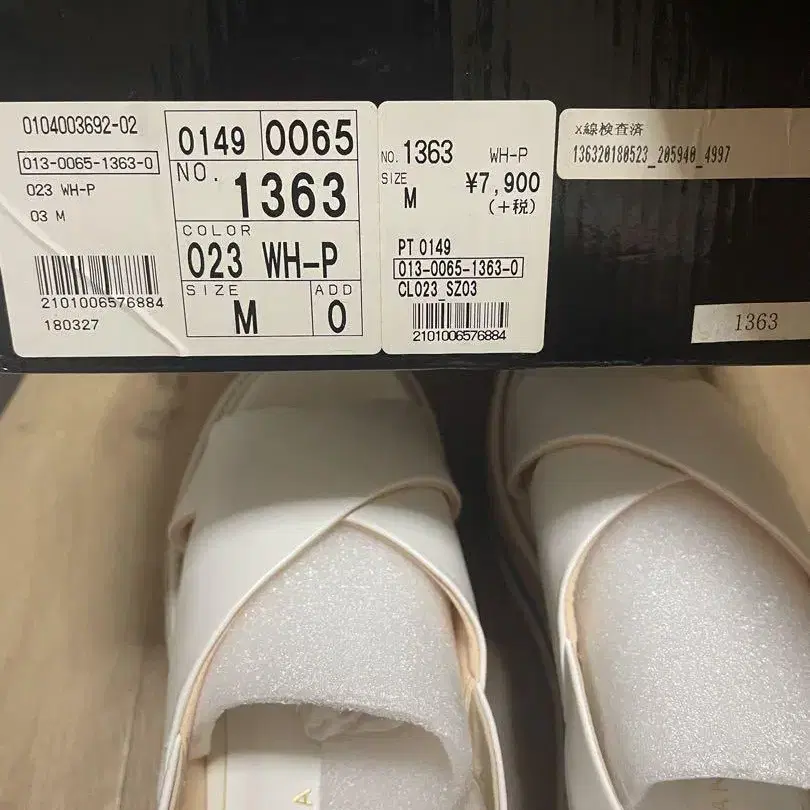 0104003692-02
013-0065-1363-0
023 WH-P
03 M
2101006576884
180327
0149 0065
NO. 1363
COLOR
023 WH-P
SIZE ADD
M 0
NO. 1363 WH-P
SIZE
M ¥7,900
(+税)
PT 0149
013-0065-1363-0
CL023_SZ03
2101006576884
X線検査済
136320180523_205940_4997
1363
A